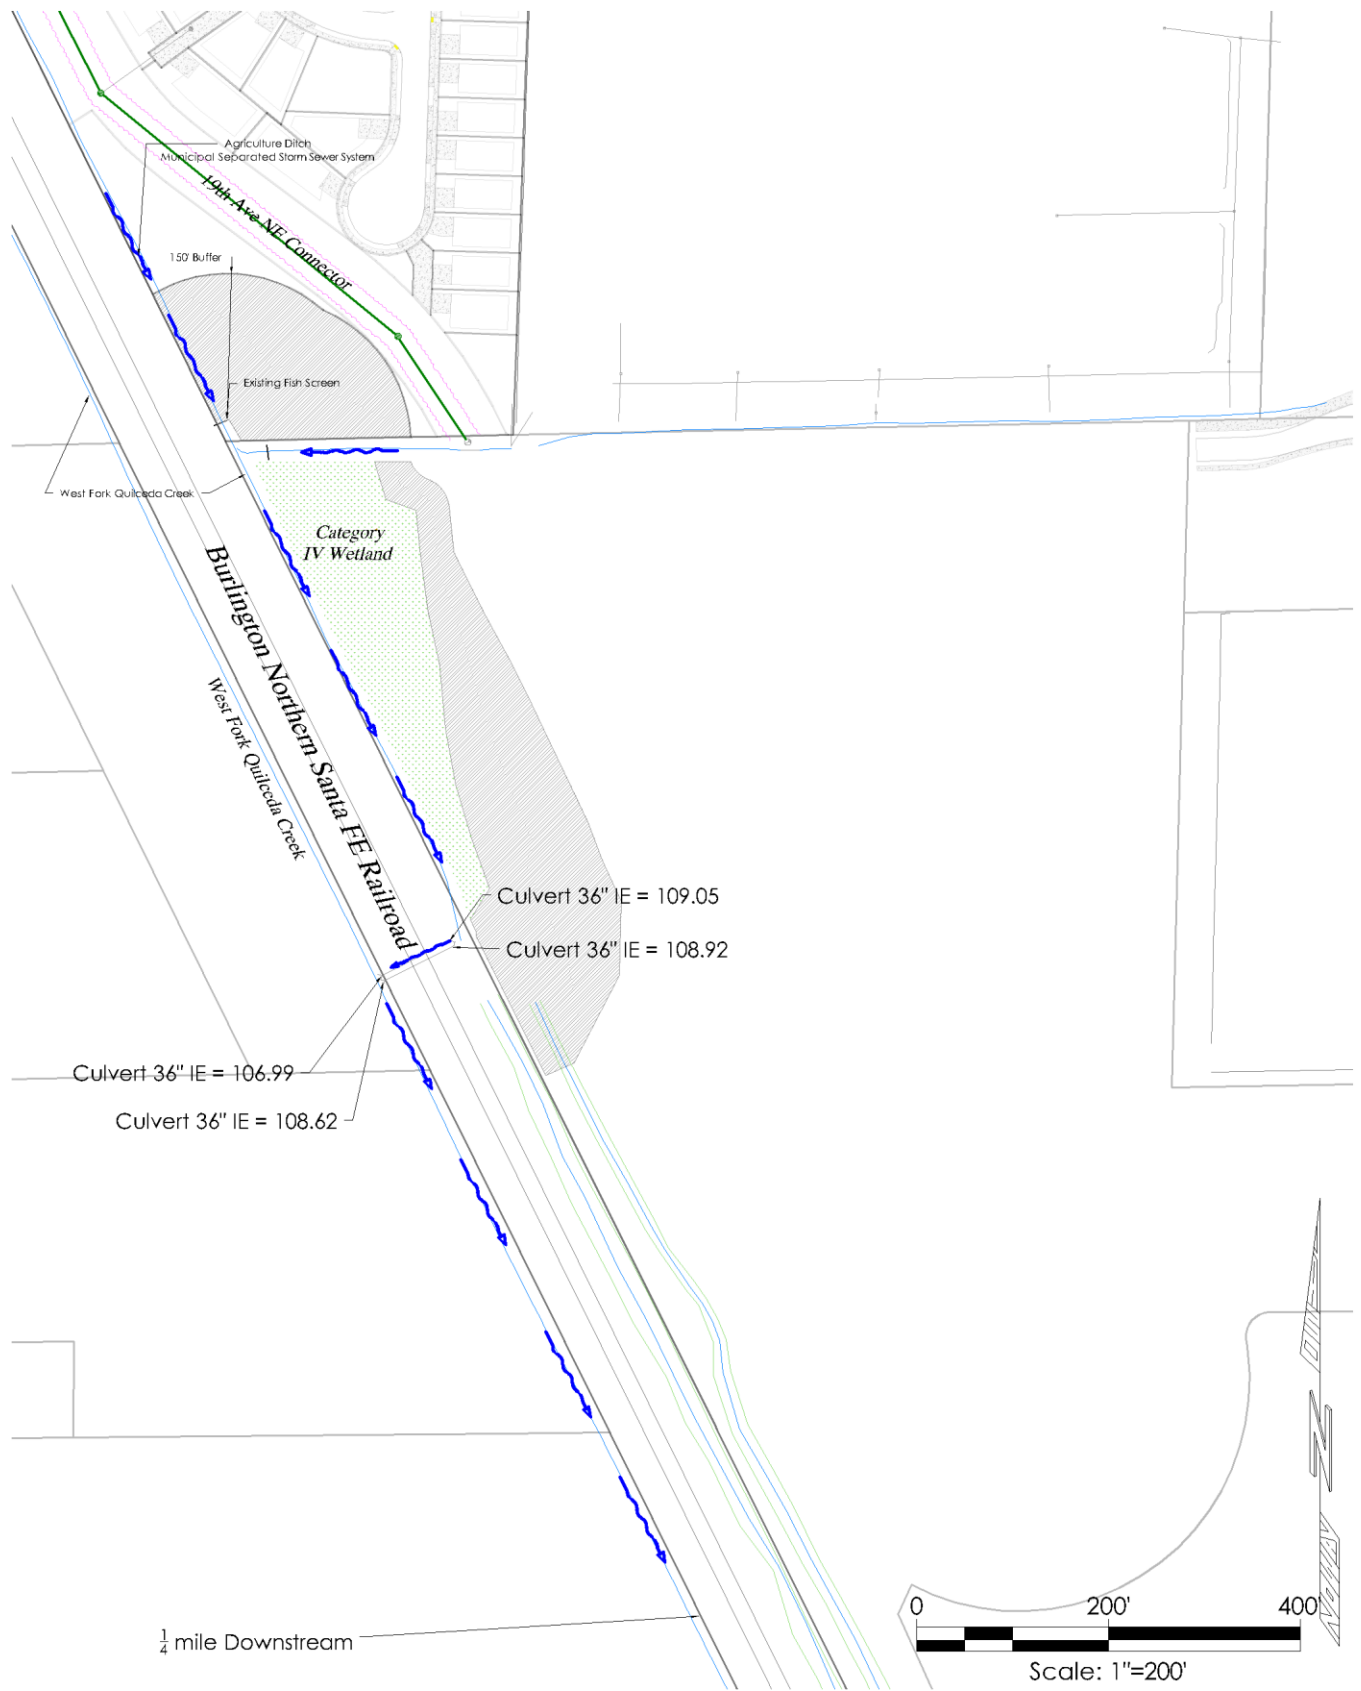 Agriculture Ditch
Municipal Separated Storm Sewer System
19th Ave NE Connector
150' Buffer
Existing Fish Screen
West Fork Quilceda Creek
Category
IV Wetland
Burlington Northern Santa FE Railroad
West Fork Quilceda Creek
Culvert 36" IE = 109.05
Culvert 36" IE = 108.92
Culvert 36" IE = 106.99
Culvert 36" IE = 108.62
1/4 mile Downstream
N
0 200' 400'
Scale: 1"=200'